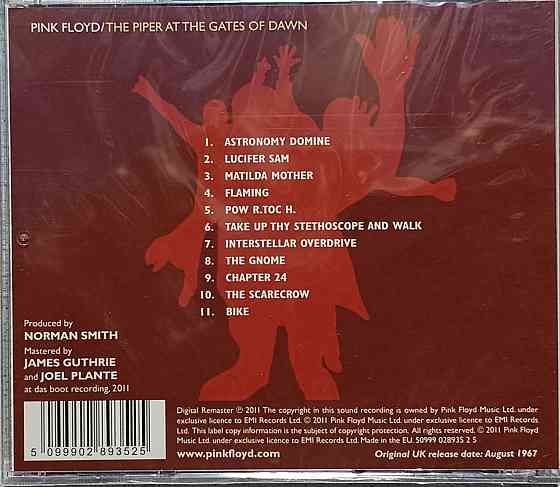 PINK FLOYD/THE PIPER AT THE GATES OF DAWN
1. ASTRONOMY DOMINE
2. LUCIFER SAM
3. MATILDA MOTHER
4. FLAMING
5. POW R.TOC H.
6. TAKE UP THY STETHOSCOPE AND WALK
7. INTERSTELLAR OVERDRIVE
8. THE GNOME
9. CHAPTER 24
10. THE SCARECROW
11. BIKE
Produced by
NORMAN SMITH
Mastered by
JAMES GUTHRIE
and JOEL PLANTE
at das boot recording, 2011
5 099902 893525
Digital Remaster ℗ 2011 The copyright in this sound recording is owned by Pink Floyd Music Ltd. under
exclusive licence to EMI Records Ltd. © 2011 Pink Floyd Music Ltd. under exclusive licence to EMI Records
Ltd. This label copy information is the subject of copyright protection. All rights reserved. © 2011 Pink Floyd
Music Ltd. under exclusive licence to EMI Records Ltd. Made in the EU. 50999 028935 2 5
www.pinkfloyd.com
Original UK release date: August 1967